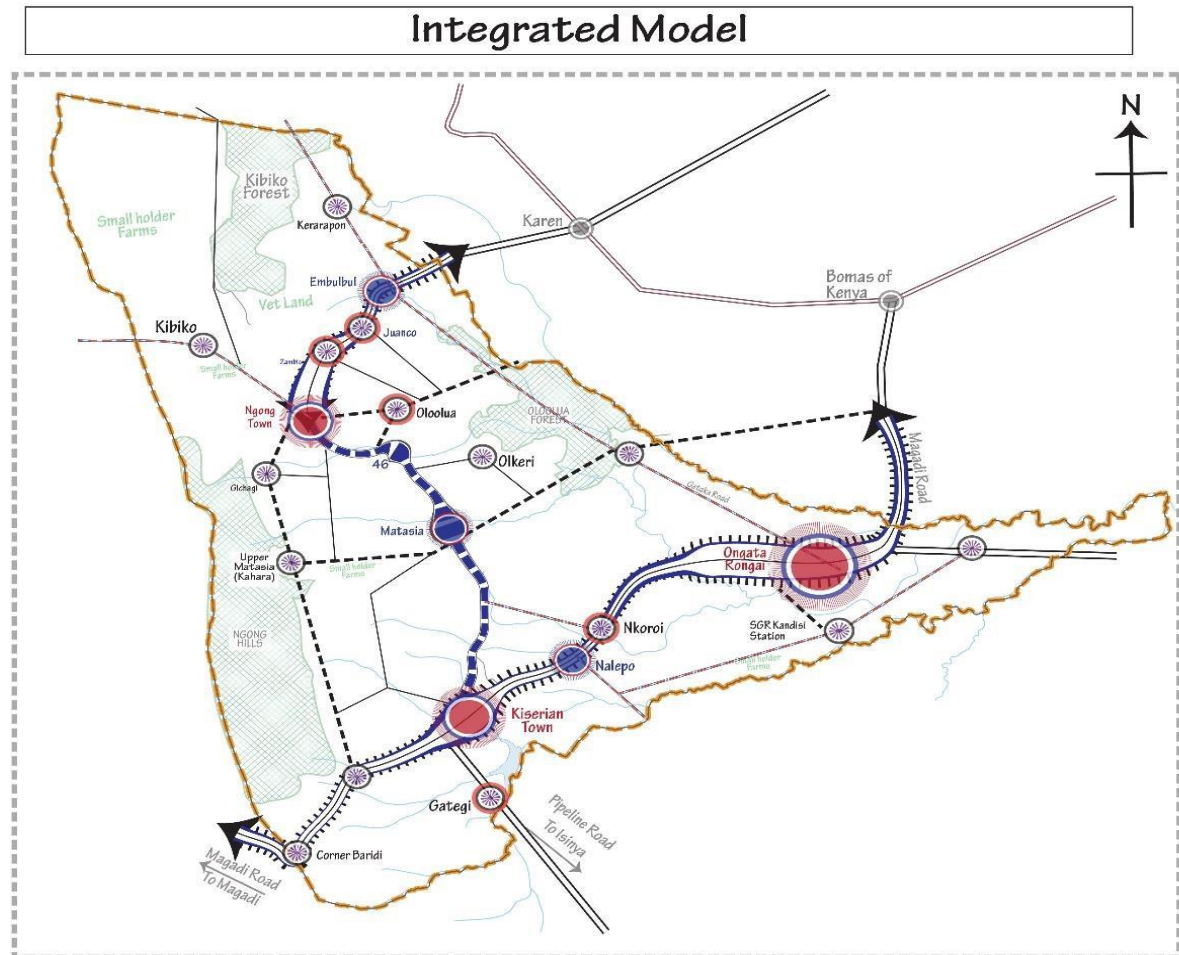 Integrated Model
N
Kibiko
Forest
Small holder
Farms
Kerarapon
Karen
Embulbul
Bomas of
Kenya
Vet Land
Juanco
Kibiko
Zambia
Small holder
Farms
Ngong
Town
Oloolua
OLOOLUA
FOREST
46
Olkeri
Magadi Road
Gichagi
Gataka Road
Matasia
Ongata
Rongai
Upper
Matasia
(Kahara)
Small holder
Farms
NGONG
HILLS
Nkoroi
SGR Kandisi
Station
Nalepo
Small holder
Farms
Kiserian
Town
Gategi
Pipeline Road
To Isinya
Corner Baridi
Magadi Road
To Magadi